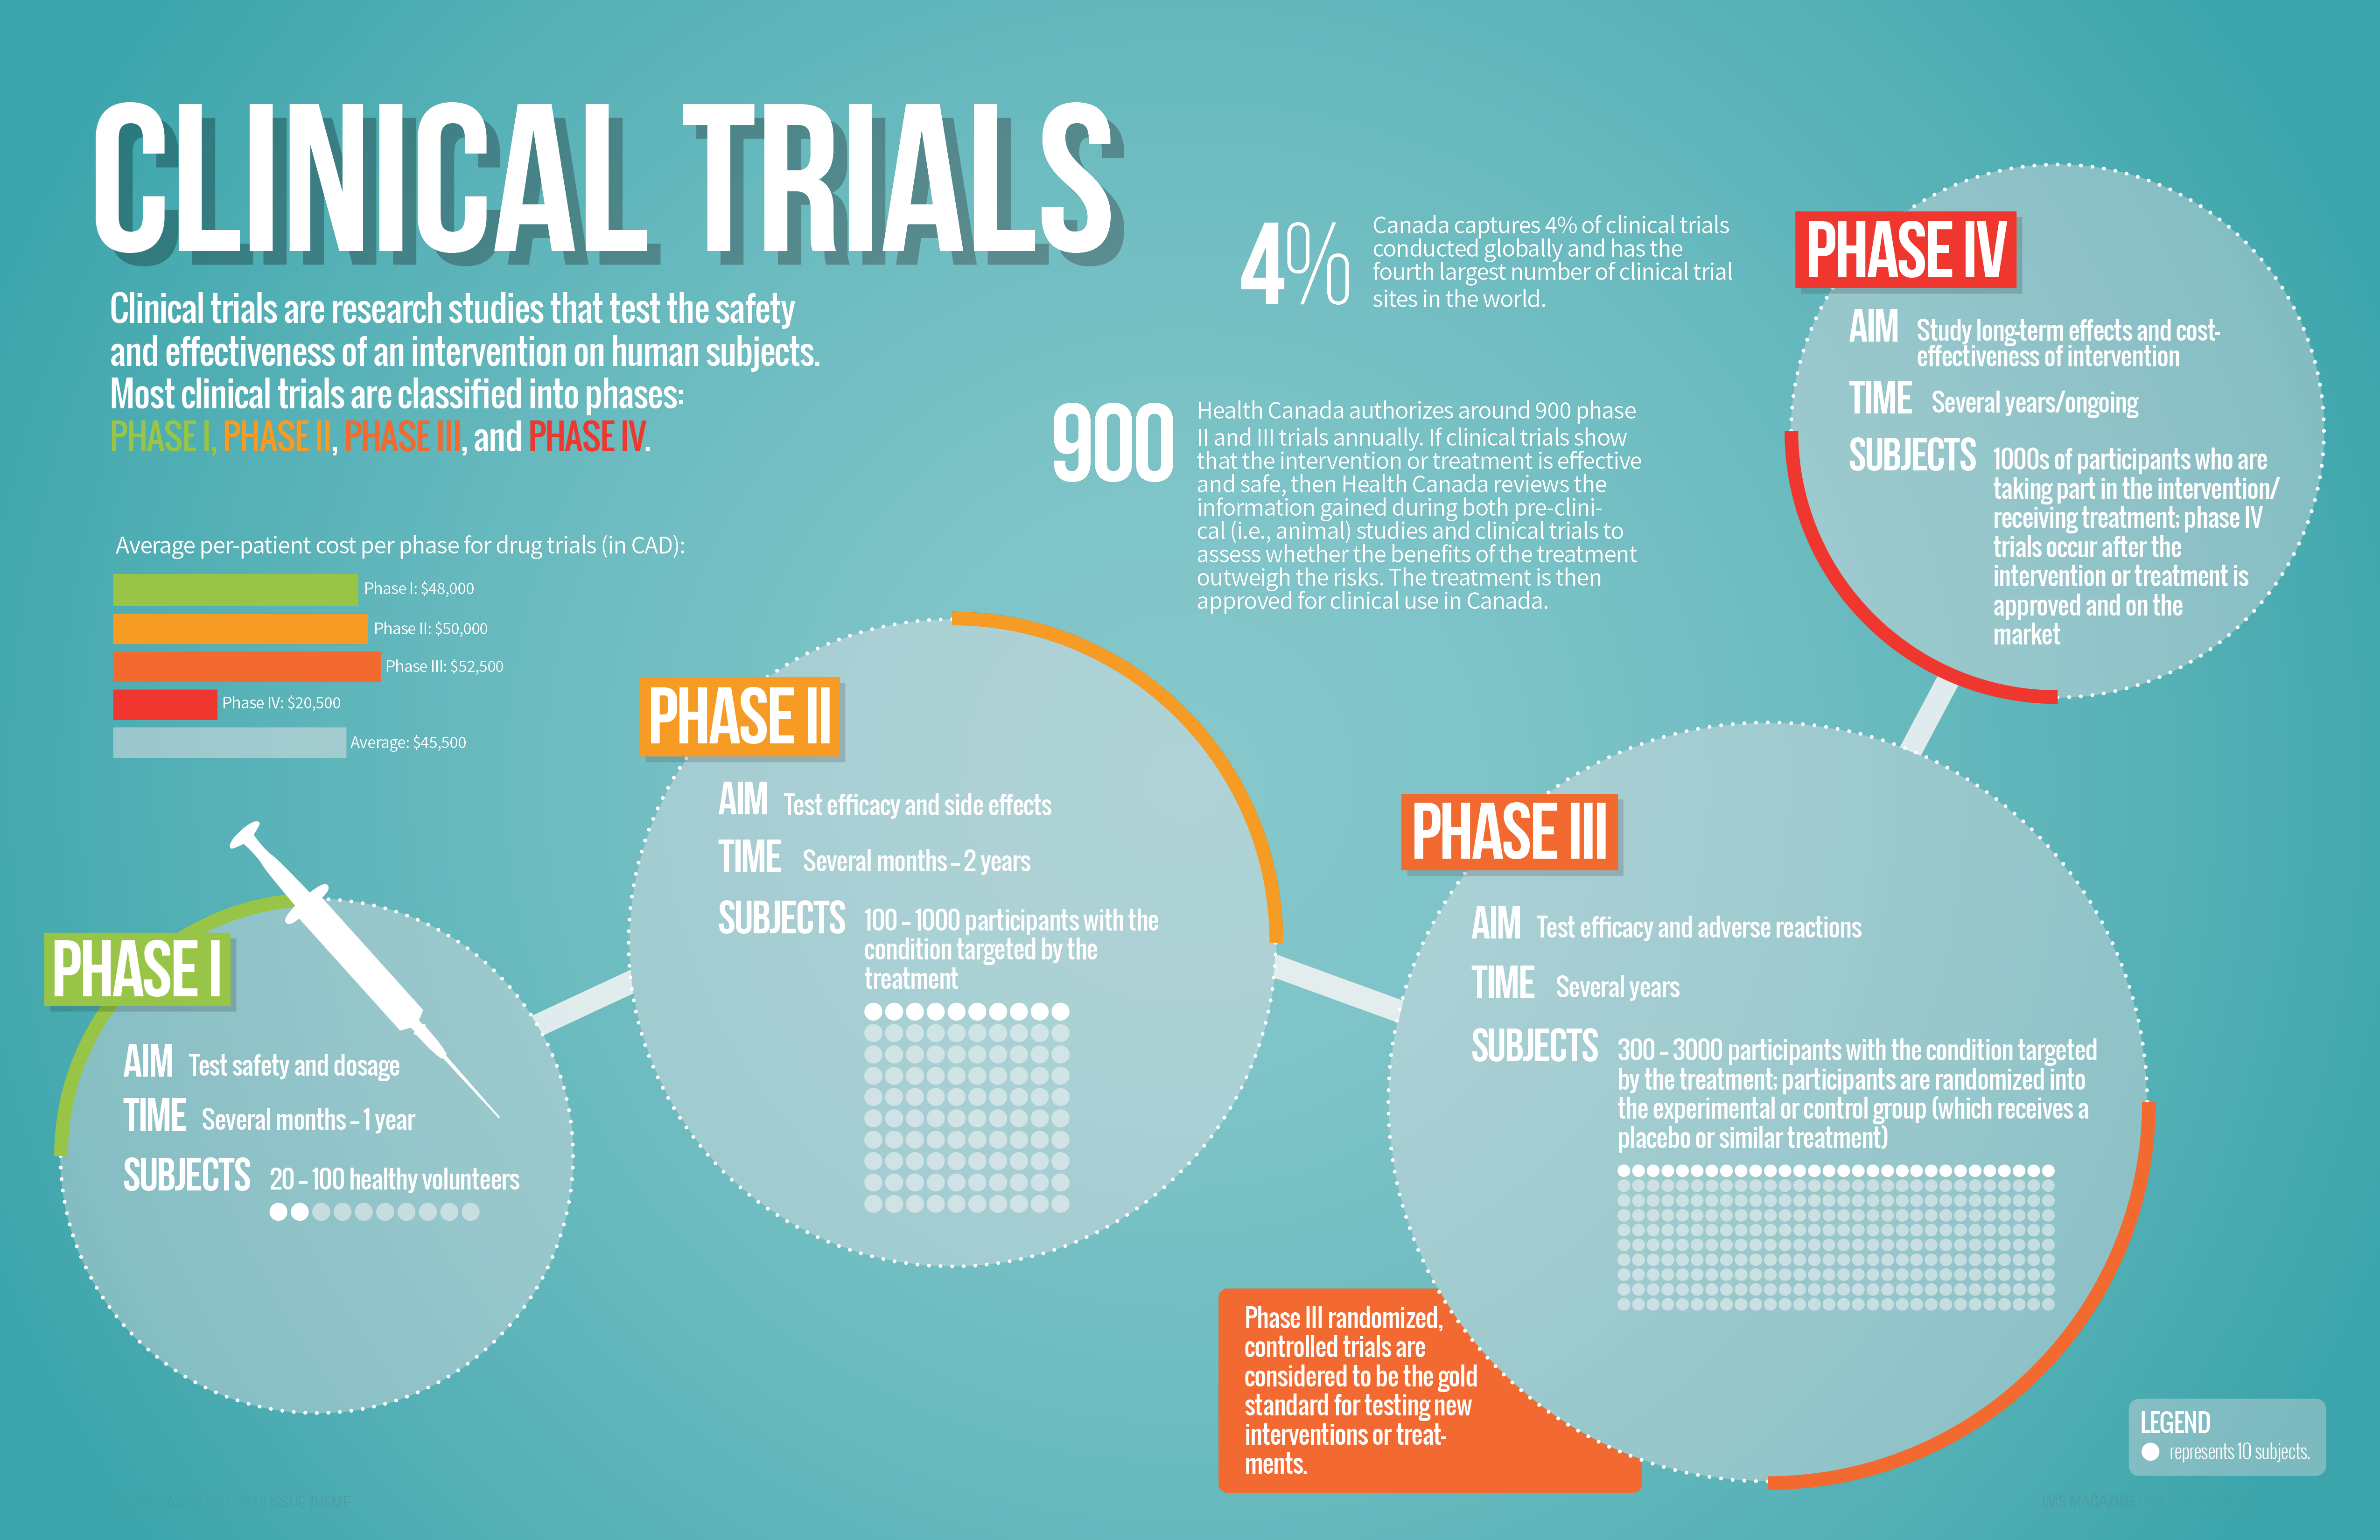 CLINICAL TRIALS
Clinical trials are research studies that test the safety
and effectiveness of an intervention on human subjects.
Most clinical trials are classified into phases:
PHASE I, PHASE II, PHASE III, and PHASE IV.
Average per-patient cost per phase for drug trials (in CAD):
Phase I: $48,000
Phase II: $50,000
Phase III: $52,500
Phase IV: $20,500
Average: $45,500
4%
Canada captures 4% of clinical trials
conducted globally and has the
fourth largest number of clinical trial
sites in the world.
900
Health Canada authorizes around 900 phase
II and III trials annually. If clinical trials show
that the intervention or treatment is effective
and safe, then Health Canada reviews the
information gained during both pre-clini-
cal (i.e., animal) studies and clinical trials to
assess whether the benefits of the treatment
outweigh the risks. The treatment is then
approved for clinical use in Canada.
PHASE I
AIM Test safety and dosage
TIME Several months – 1 year
SUBJECTS 20 – 100 healthy volunteers
PHASE II
AIM Test efficacy and side effects
TIME Several months – 2 years
SUBJECTS 100 – 1000 participants with the
condition targeted by the
treatment
PHASE III
AIM Test efficacy and adverse reactions
TIME Several years
SUBJECTS 300 – 3000 participants with the condition targeted
by the treatment; participants are randomized into
the experimental or control group (which receives a
placebo or similar treatment)
Phase III randomized,
controlled trials are
considered to be the gold
standard for testing new
interventions or treat-
ments.
PHASE IV
AIM Study long-term effects and cost-
effectiveness of intervention
TIME Several years/ongoing
SUBJECTS 1000s of participants who are
taking part in the intervention/
receiving treatment; phase IV
trials occur after the
intervention or treatment is
approved and on the
market
LEGEND
represents 10 subjects.
ISSUE THEME
IMS MAGAZINE